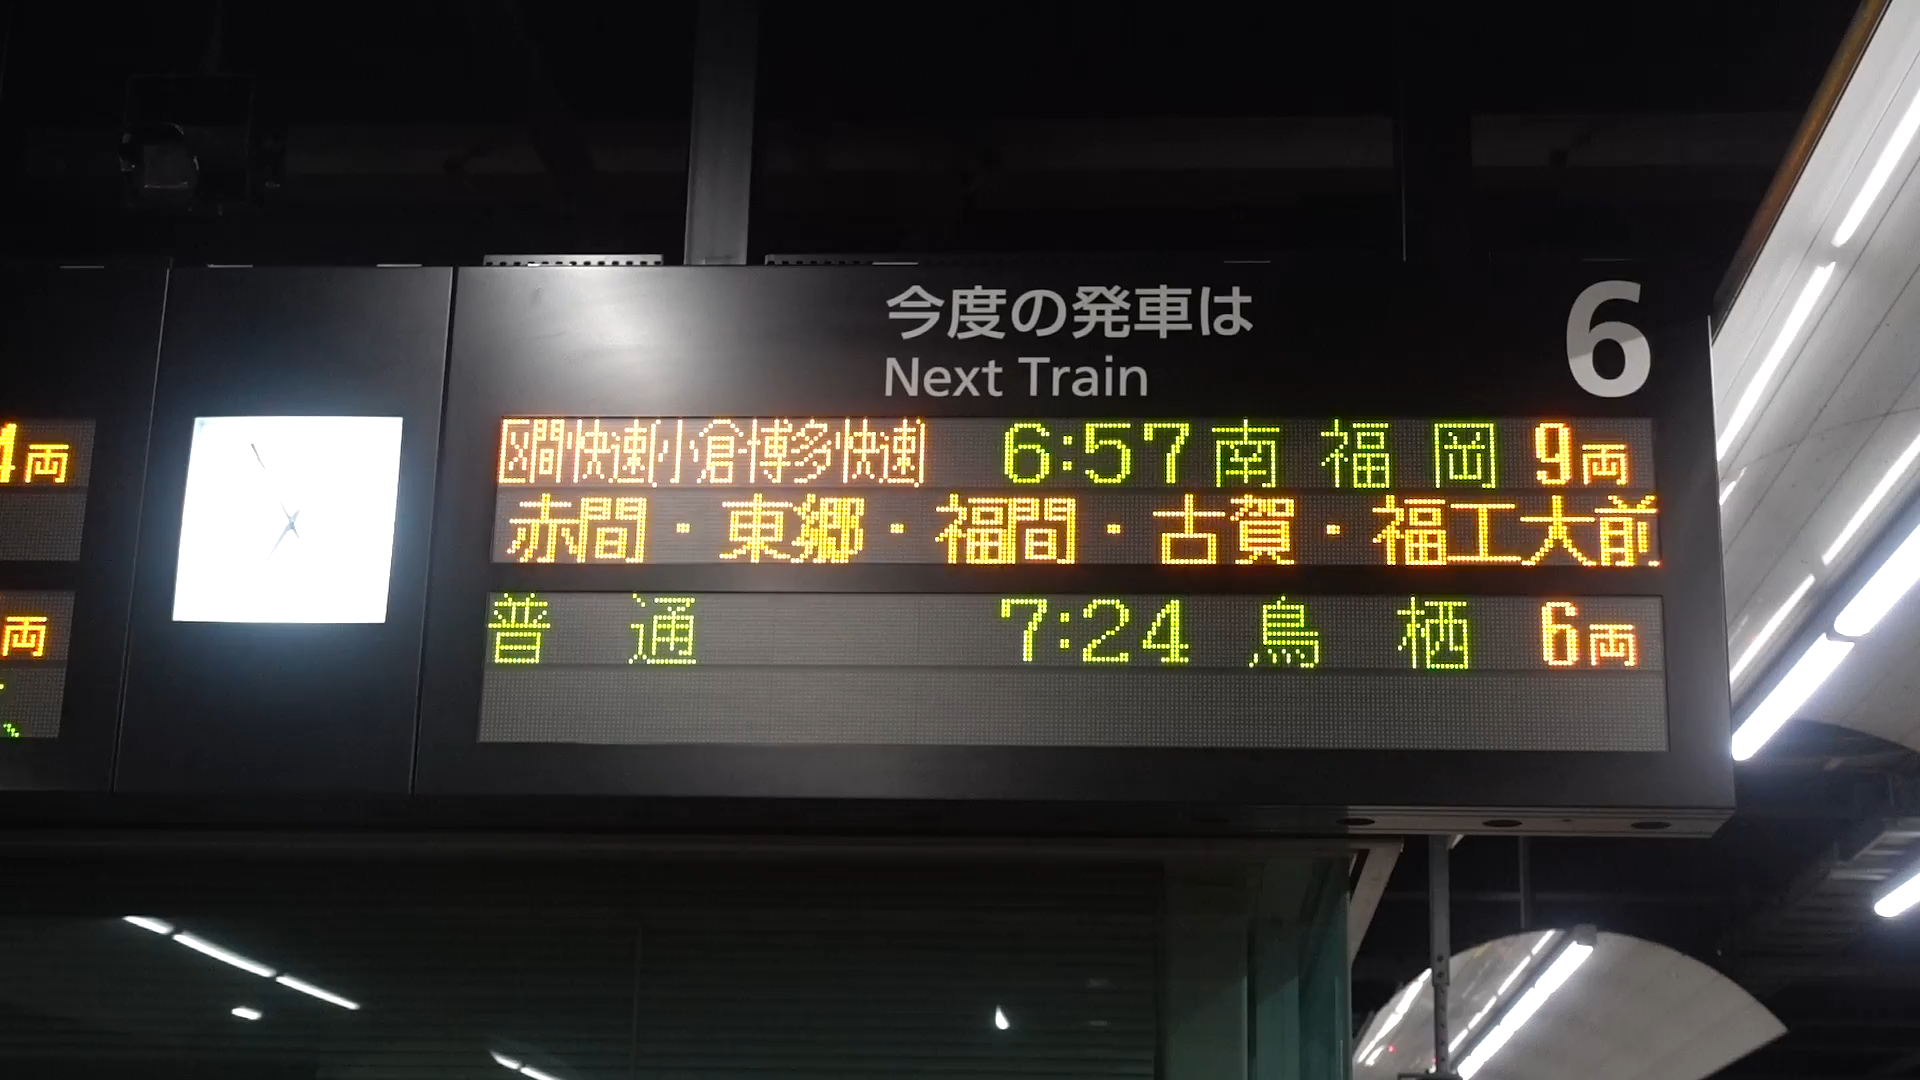 今度の発車は
Next Train
6
4両
両
区間快速(小倉-博多快速) 6:57 南福岡 9両
赤間・東郷・福間・古賀・福工大前
普通 7:24 鳥栖 6両